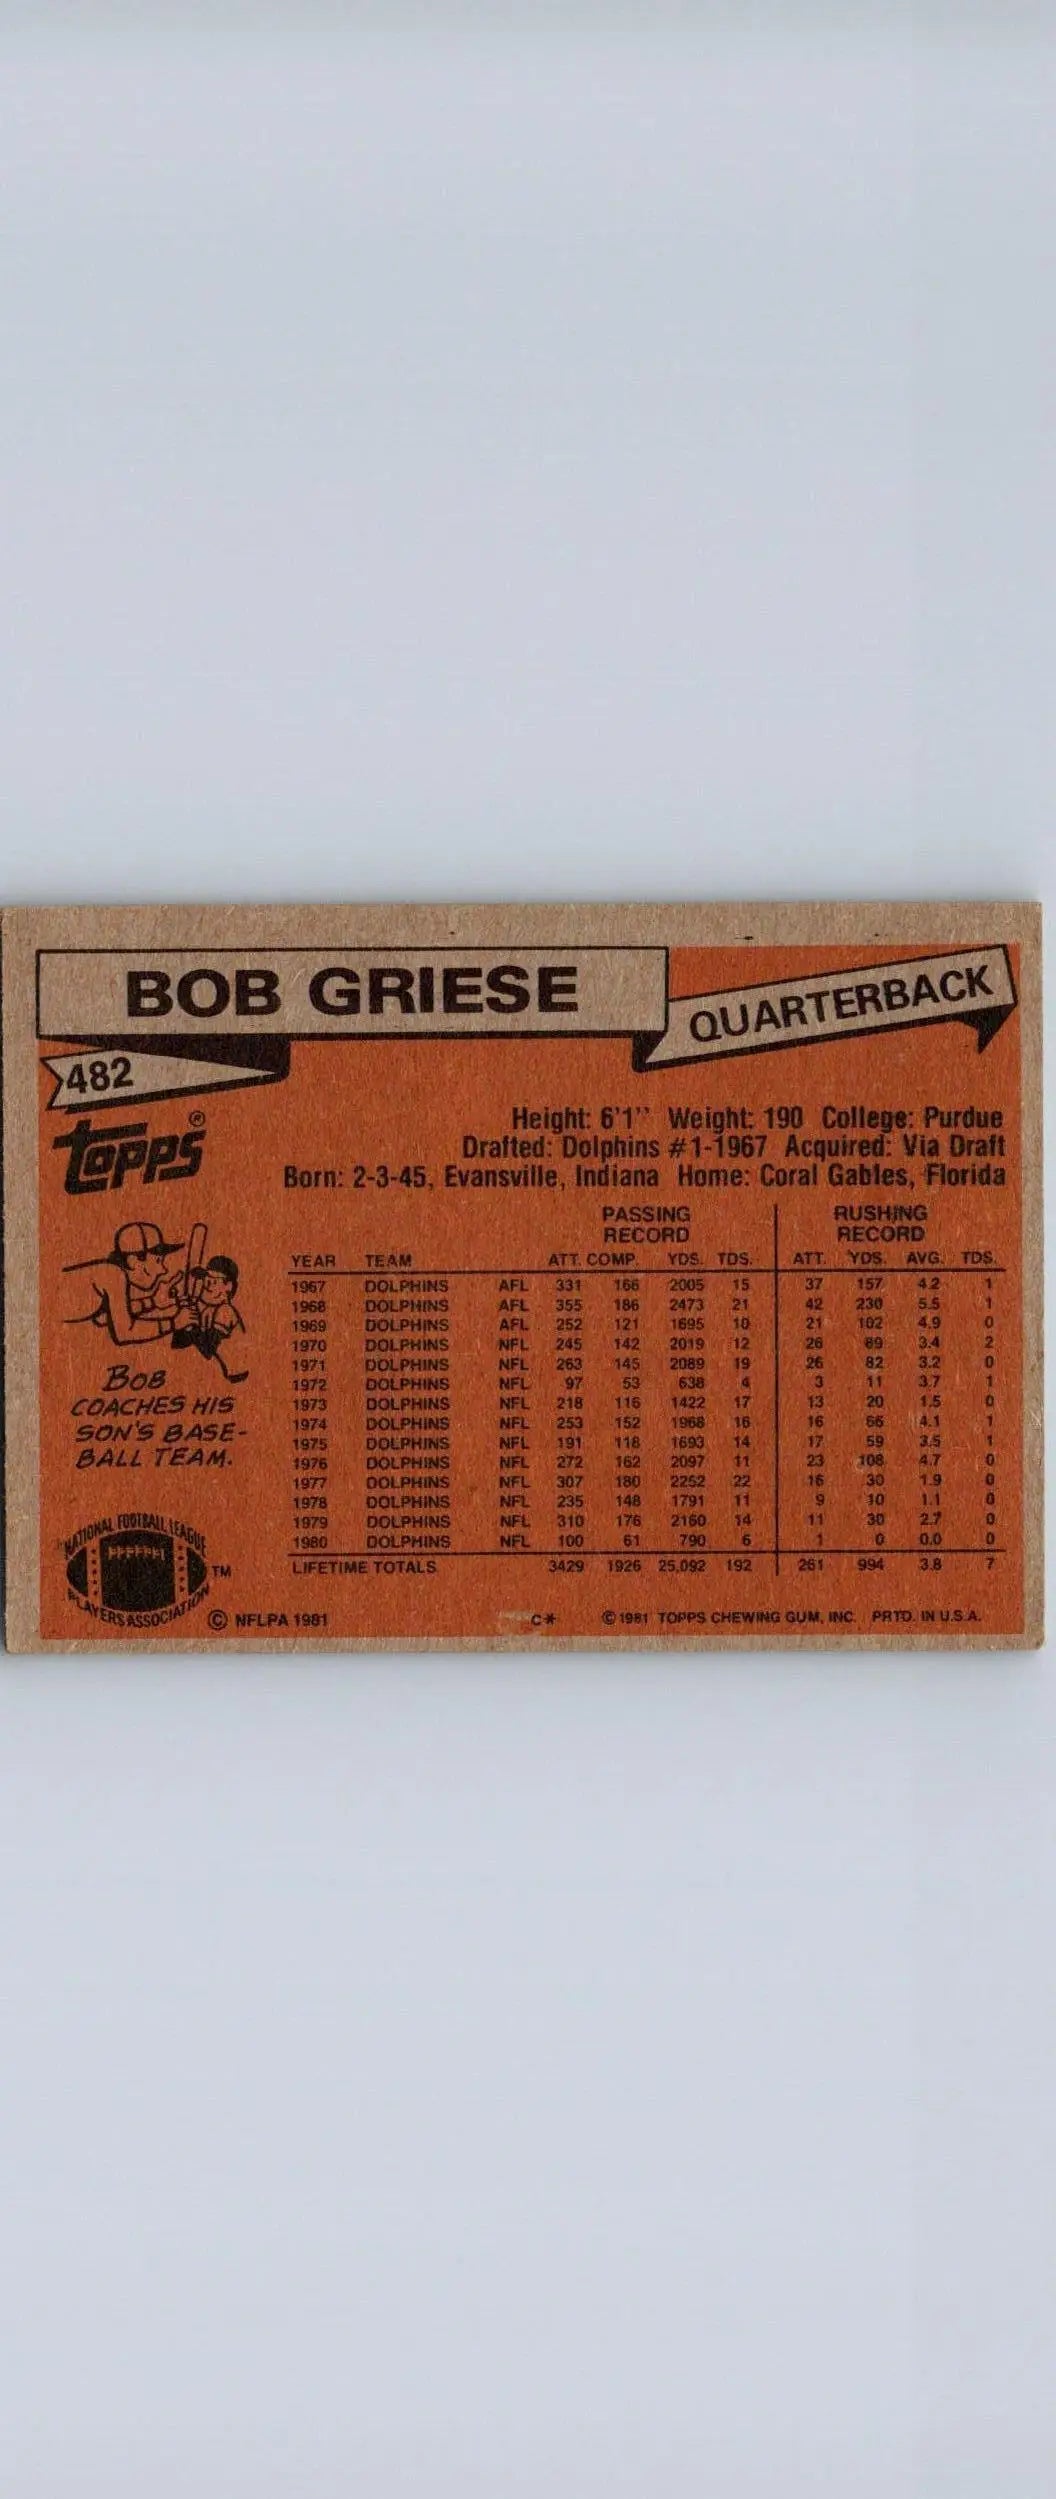 BOB GRIESE
QUARTERBACK
482
topps®
Height: 6'1'' Weight: 190 College: Purdue
Drafted: Dolphins #1-1967 Acquired: Via Draft
Born: 2-3-45, Evansville, Indiana Home: Coral Gables, Florida
PASSING RECORD RUSHING RECORD
YEAR TEAM ATT. COMP. YDS. TDS. ATT. YDS. AVG. TDS.
1967 DOLPHINS AFL 331 166 2005 15 37 157 4.2 1
1968 DOLPHINS AFL 355 186 2473 21 42 230 5.5 1
1969 DOLPHINS AFL 252 121 1695 10 21 102 4.9 0
1970 DOLPHINS NFL 245 142 2019 12 26 89 3.4 2
1971 DOLPHINS NFL 263 145 2089 19 26 82 3.2 0
1972 DOLPHINS NFL 97 53 638 4 3 11 3.7 1
1973 DOLPHINS NFL 218 116 1422 17 13 20 1.5 0
1974 DOLPHINS NFL 253 152 1968 16 16 66 4.1 1
1975 DOLPHINS NFL 191 118 1693 14 17 59 3.5 1
1976 DOLPHINS NFL 272 162 2097 11 23 108 4.7 0
1977 DOLPHINS NFL 307 180 2252 22 16 30 1.9 0
1978 DOLPHINS NFL 235 148 1791 11 9 10 1.1 0
1979 DOLPHINS NFL 310 176 2160 14 11 30 2.7 0
1980 DOLPHINS NFL 100 61 790 6 1 0 0.0 0
LIFETIME TOTALS 3429 1926 25,092 192 261 994 3.8 7
BOB
COACHES HIS
SON'S BASE-
BALL TEAM.
NATIONAL FOOTBALL LEAGUE
PLAYERS ASSOCIATION
TM
© NFLPA 1981 C* © 1981 TOPPS CHEWING GUM, INC. PRTD. IN U.S.A.